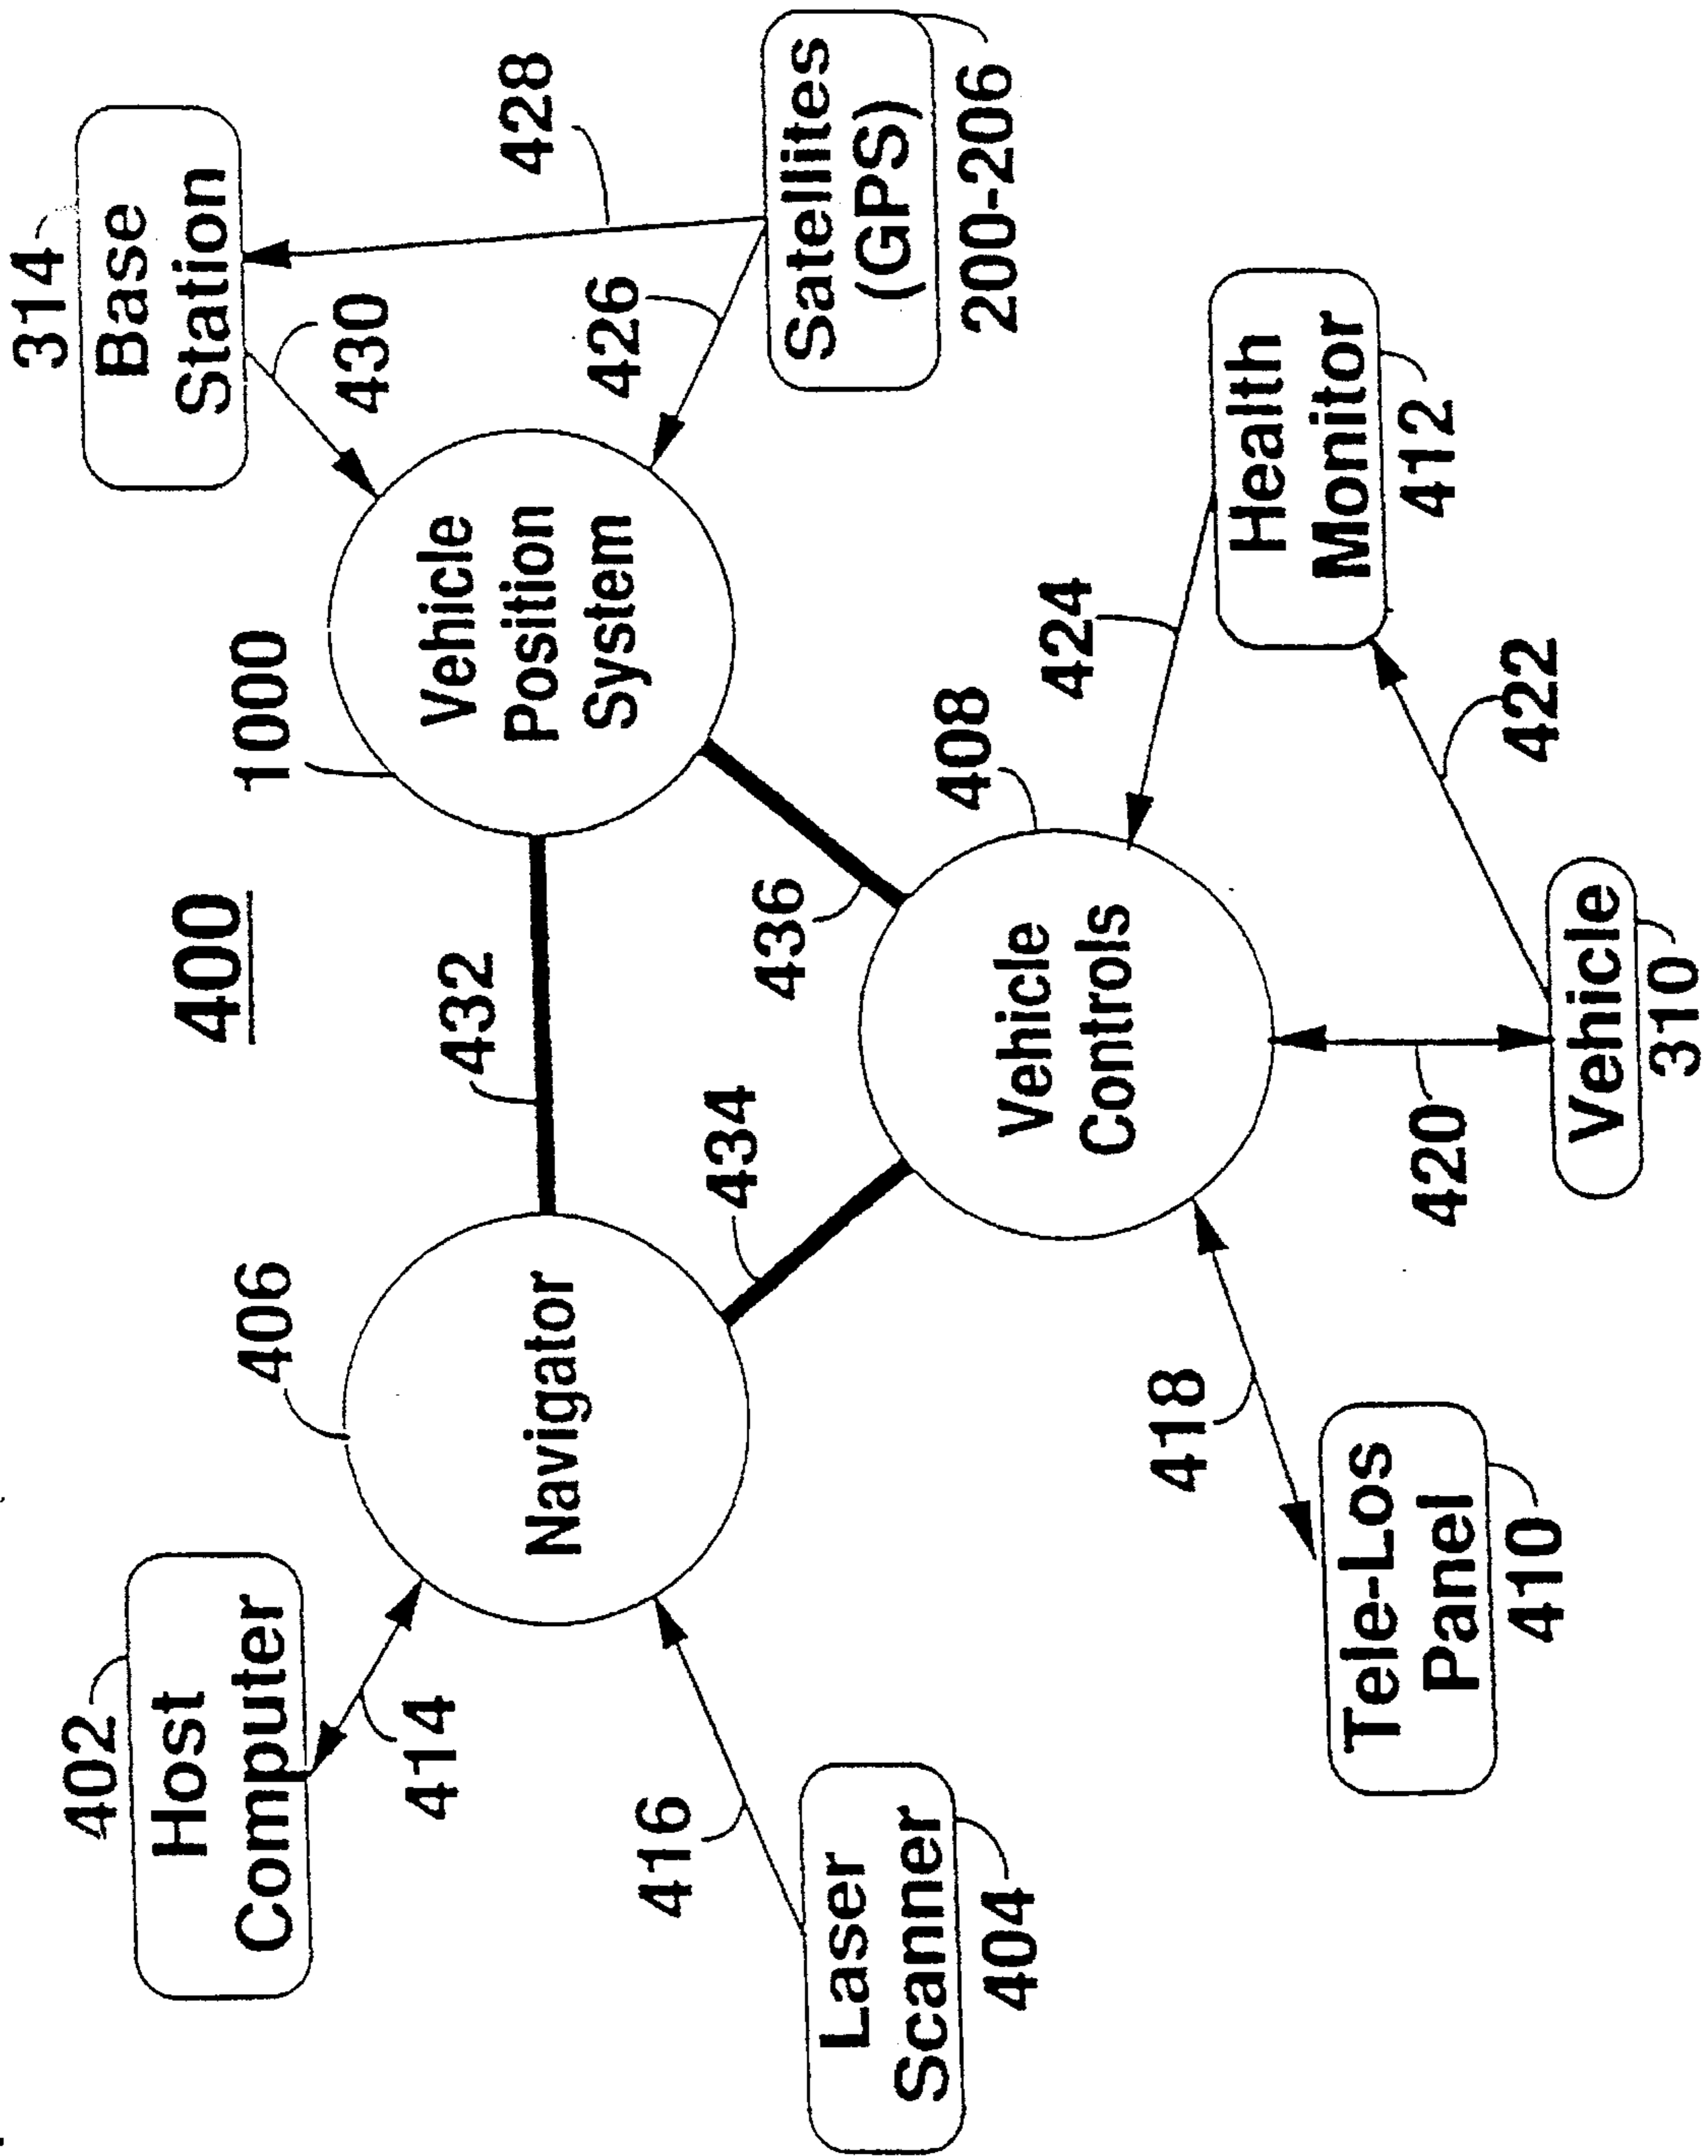 400
402
Host
Computer
414
406
Navigator
432
1000
Vehicle
Position
System
314
Base
Station
430
428
426
Satellites
(GPS)
200-206
416
Laser
Scanner
404
434
436
408
Vehicle
Controls
424
Health
Monitor
412
418
Tele-Los
Panel
410
420
422
Vehicle
310